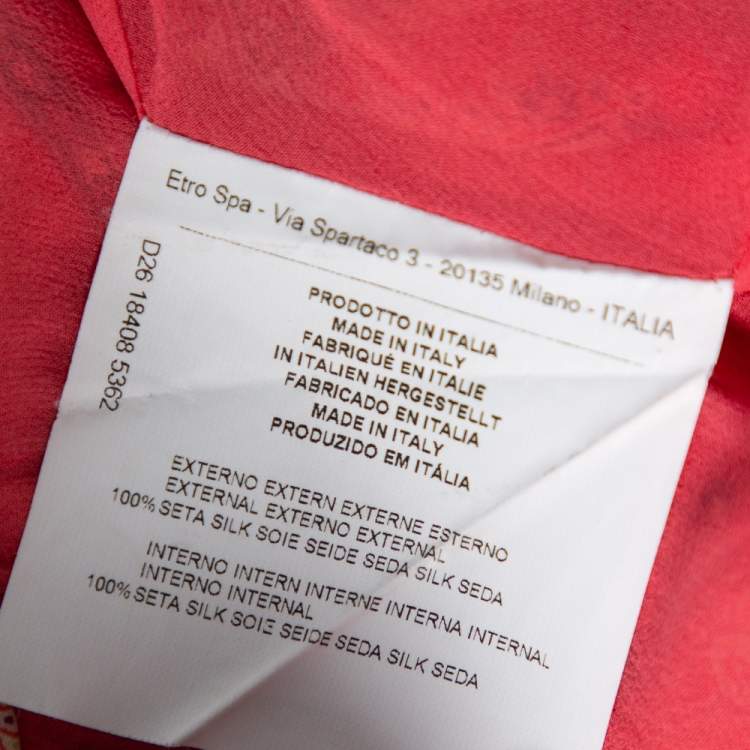 Etro Spa - Via Spartaco 3 - 20135 Milano - ITALIA
D26 18408 5362
PRODOTTO IN ITALIA
MADE IN ITALY
FABRIQUÉ EN ITALIE
IN ITALIEN HERGESTELLT
FABRICADO EN ITALIA
MADE IN ITALY
PRODUZIDO EM ITÁLIA
EXTERNO EXTERN EXTERNE ESTERNO
EXTERNAL EXTERNO EXTERNAL
100% SETA SILK SOIE SEIDE SEDA SILK SEDA
INTERNO INTERN INTERNE INTERNA INTERNAL
INTERNO INTERNAL
100% SETA SILK SOIE SEIDE SEDA SILK SEDA